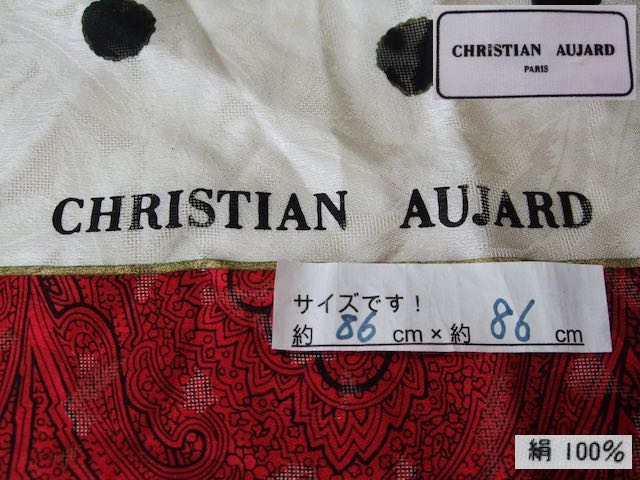 CHRISTIAN AUJARD
PARIS
CHRISTIAN AUJARD
サイズです!
約 86 cm × 約 86 cm
絹 100%